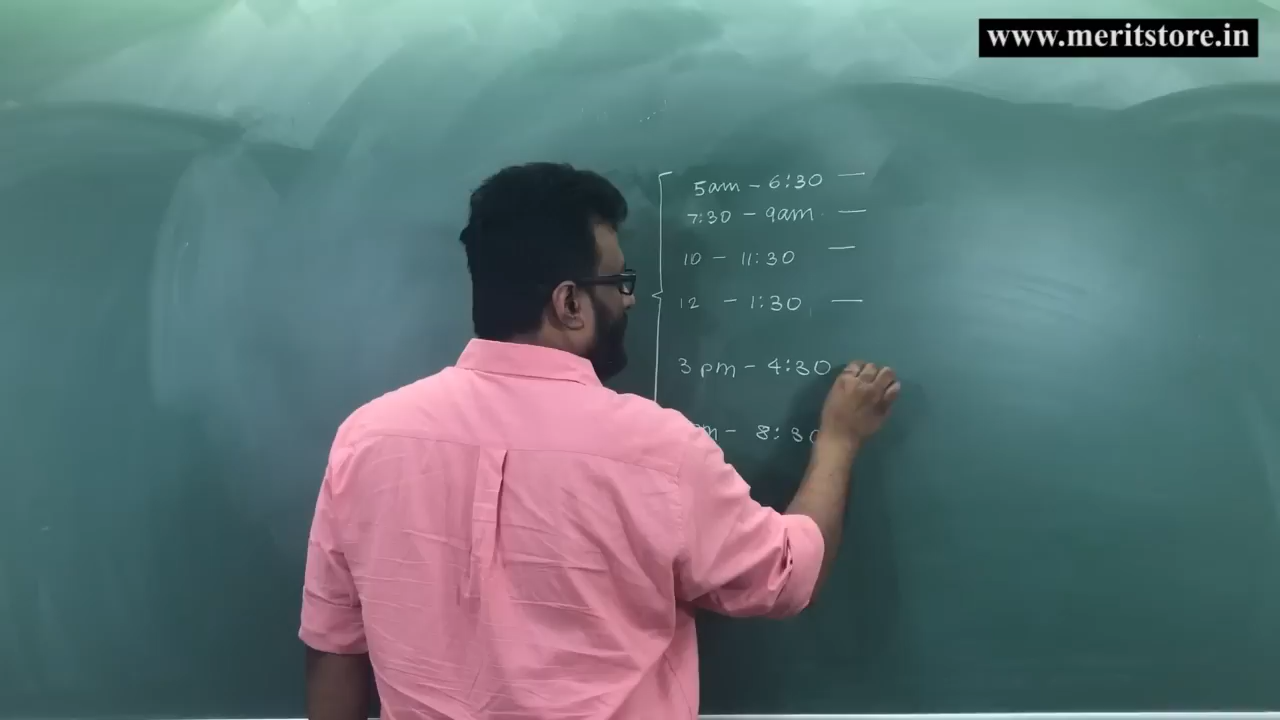 www.meritstore.in
5am - 6:30 —
7:30 - 9am —
10 - 11:30 —
12 - 1:30 —
3 pm - 4:30
m - 8:30